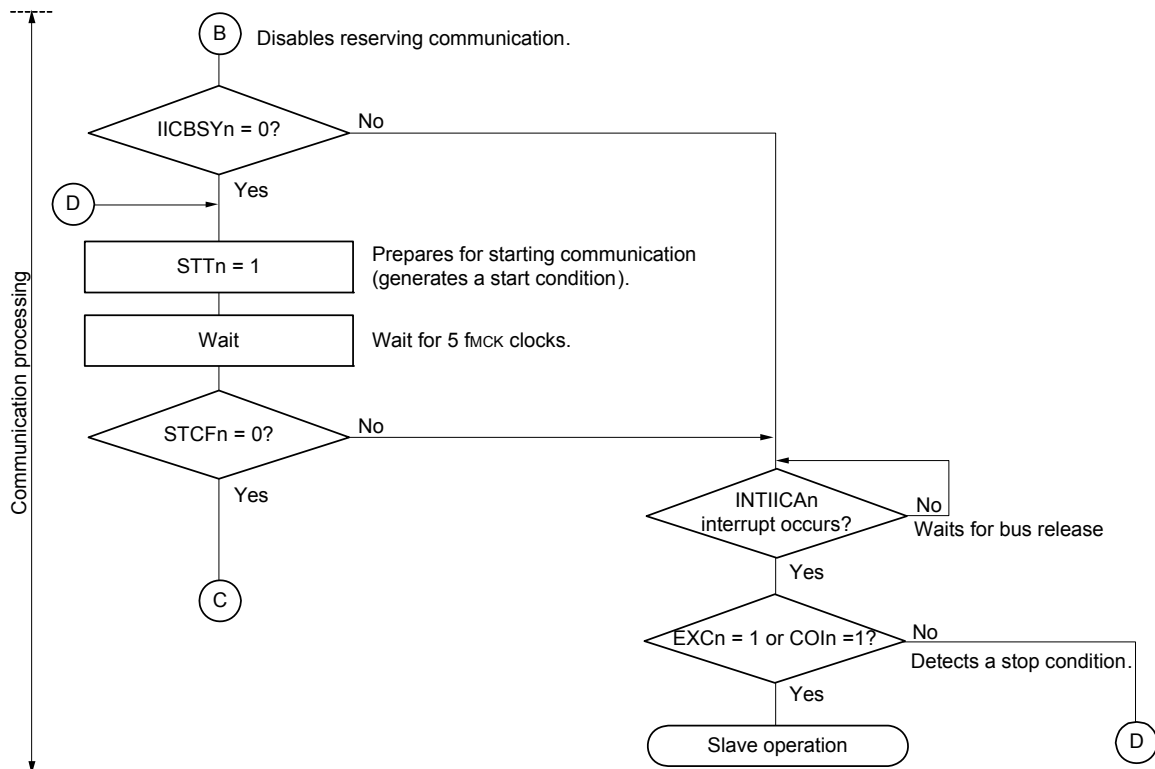 B
Disables reserving communication.
IICBSYn = 0?
No
Yes
D
STTn = 1
Prepares for starting communication
(generates a start condition).
Wait
Wait for 5 fMCK clocks.
Communication processing
STCFn = 0?
No
Yes
INTIICAn
interrupt occurs?
No
Waits for bus release
Yes
C
EXCn = 1 or COIn =1?
No
Detects a stop condition.
Yes
Slave operation
D